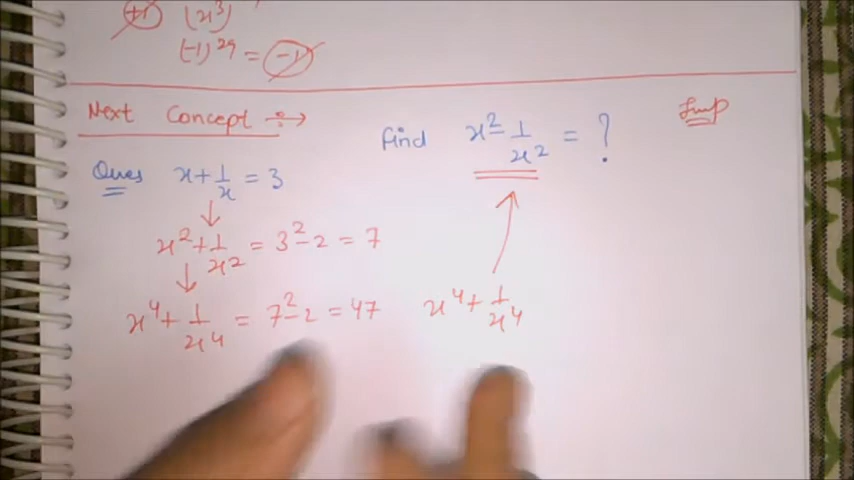 +1 (x³)
(-1)²⁹ = -1
Next Concept ÷→
Find x² - 1/x² = ?
Imp
Ques x + 1/x = 3
x² + 1/x² = 3² - 2 = 7
x⁴ + 1/x⁴ = 7² - 2 = 47
x⁴ + 1/x⁴